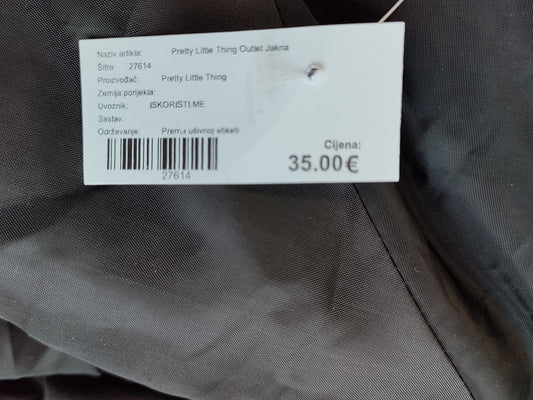 Naziv artikla: Pretty Little Thing Outlet Jakna
Šifra: 27614
Proizvođač: Pretty Little Thing
Zemlja porijekla:
Uvoznik: ISKORISTI.ME
Sastav:
Održavanje: Prema ušivnoj etiketi
Cijena:
35.00€
27614